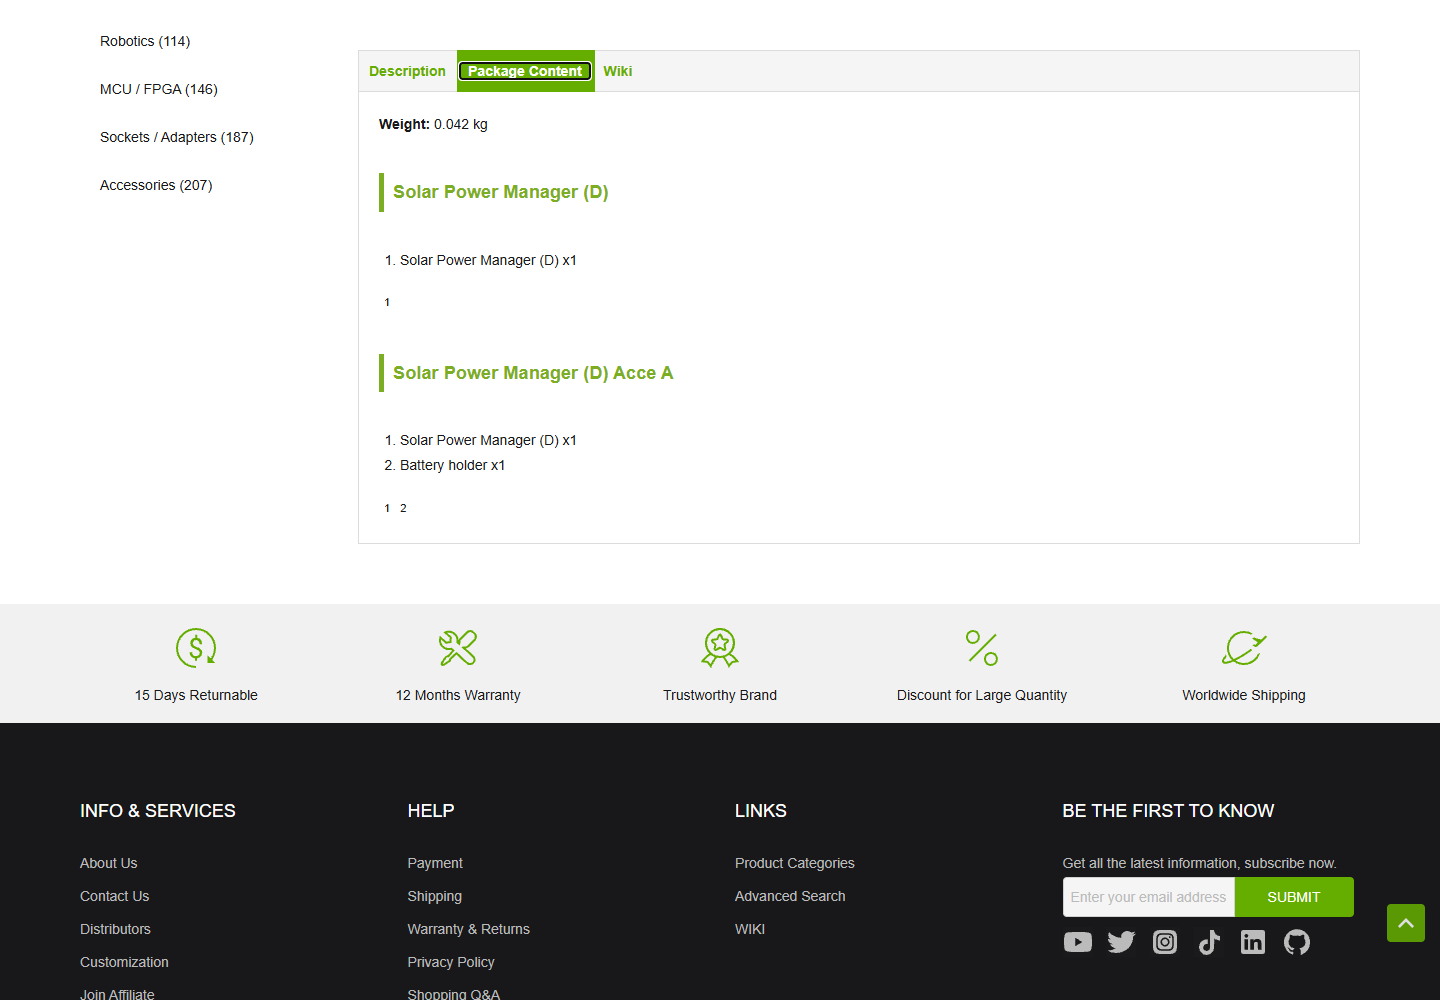 Robotics (114)
MCU / FPGA (146)
Sockets / Adapters (187)
Accessories (207)
Description
Package Content
Wiki
Weight: 0.042 kg
Solar Power Manager (D)
1. Solar Power Manager (D) x1
1
Solar Power Manager (D) Acce A
1. Solar Power Manager (D) x1
2. Battery holder x1
1 2
15 Days Returnable
12 Months Warranty
Trustworthy Brand
Discount for Large Quantity
Worldwide Shipping
INFO & SERVICES
About Us
Contact Us
Distributors
Customization
Join Affiliate
HELP
Payment
Shipping
Warranty & Returns
Privacy Policy
Shopping Q&A
LINKS
Product Categories
Advanced Search
WIKI
BE THE FIRST TO KNOW
Get all the latest information, subscribe now.
Enter your email address
SUBMIT